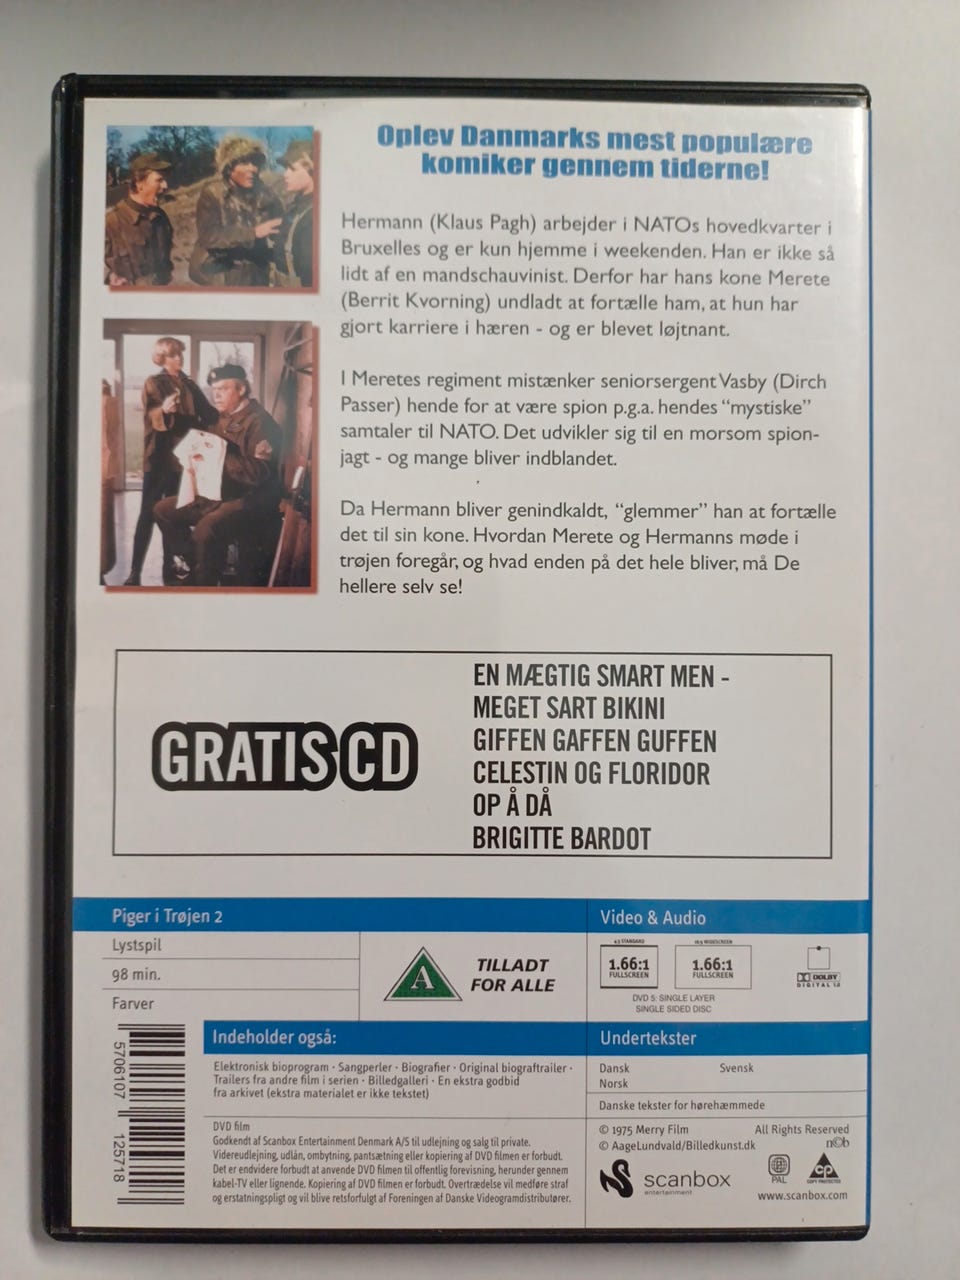 Oplev Danmarks mest populære
komiker gennem tiderne!
Hermann (Klaus Pagh) arbejder i NATOs hovedkvarter i
Bruxelles og er kun hjemme i weekenden. Han er ikke så
lidt af en mandschauvinist. Derfor har hans kone Merete
(Berrit Kvorning) undladt at fortælle ham, at hun har
gjort karriere i hæren - og er blevet løjtnant.
I Meretes regiment mistænker seniorsergent Vasby (Dirch
Passer) hende for at være spion p.g.a. hendes "mystiske"
samtaler til NATO. Det udvikler sig til en morsom spion-
jagt - og mange bliver indblandet.
Da Hermann bliver genindkaldt, "glemmer" han at fortælle
det til sin kone. Hvordan Merete og Hermanns møde i
trøjen foregår, og hvad enden på det hele bliver, må De
hellere selv se!
GRATIS CD
EN MÆGTIG SMART MEN -
MEGET SART BIKINI
GIFFEN GAFFEN GUFFEN
CELESTIN OG FLORIDOR
OP Å DÅ
BRIGITTE BARDOT
Piger i Trøjen 2
Lystspil
98 min.
Farver
A
TILLADT
FOR ALLE
Video & Audio
4:3 STANDARD
1.66:1
FULLSCREEN
16:9 WIDESCREEN
1.66:1
FULLSCREEN
DVD 5: SINGLE LAYER
SINGLE SIDED DISC
DOLBY
DIGITAL 1.0
5706107 125718
Indeholder også:
Elektronisk bioprogram · Sangperler · Biografier · Original biograftrailer ·
Trailers fra andre film i serien · Billedgalleri · En ekstra godbid
fra arkivet (ekstra materialet er ikke tekstet)
Undertekster
Dansk Svensk
Norsk
Danske tekster for hørehæmmede
DVD film
Godkendt af Scanbox Entertainment Denmark A/S til udlejning og salg til private.
Videreudlejning, udlån, ombytning, pantsætning eller kopiering af DVD filmen er forbudt.
Det er endvidere forbudt at anvende DVD filmen til offentlig forevisning, herunder gennem
kabel-TV eller lignende. Kopiering af DVD filmen er forbudt. Overtrædelse vil medføre straf
og erstatningspligt og vil blive retsforfulgt af Foreningen af Danske Videogramdistributører.
© 1975 Merry Film All Rights Reserved
© AageLundvald/Billedkunst.dk n©b
scanbox
entertainment
PAL
CP
COPY PROTECTED
www.scanbox.com